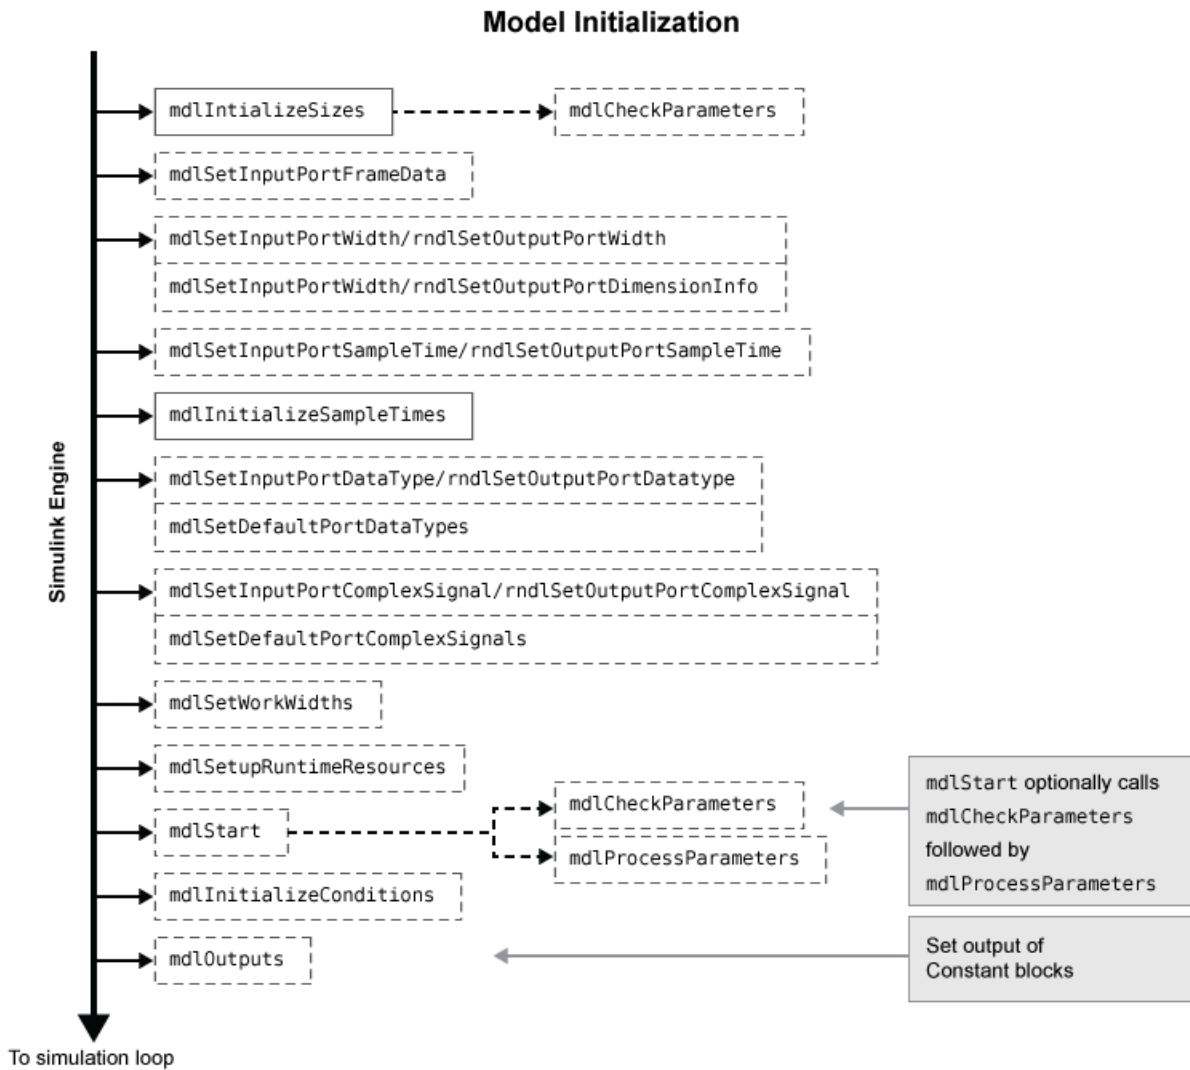 Model Initialization
mdlIntializeSizes
mdlCheckParameters
mdlSetInputPortFrameData
mdlSetInputPortWidth/rndlSetOutputPortWidth
mdlSetInputPortWidth/rndlSetOutputPortDimensionInfo
mdlSetInputPortSampleTime/rndlSetOutputPortSampleTime
mdlInitializeSampleTimes
Simulink Engine
mdlSetInputPortDataType/rndlSetOutputPortDatatype
mdlSetDefaultPortDataTypes
mdlSetInputPortComplexSignal/rndlSetOutputPortComplexSignal
mdlSetDefaultPortComplexSignals
mdlSetWorkWidths
mdlSetupRuntimeResources
mdlStart
mdlCheckParameters
mdlProcessParameters
mdlStart optionally calls
mdlCheckParameters
followed by
mdlProcessParameters
mdlInitializeConditions
mdlOutputs
Set output of
Constant blocks
To simulation loop